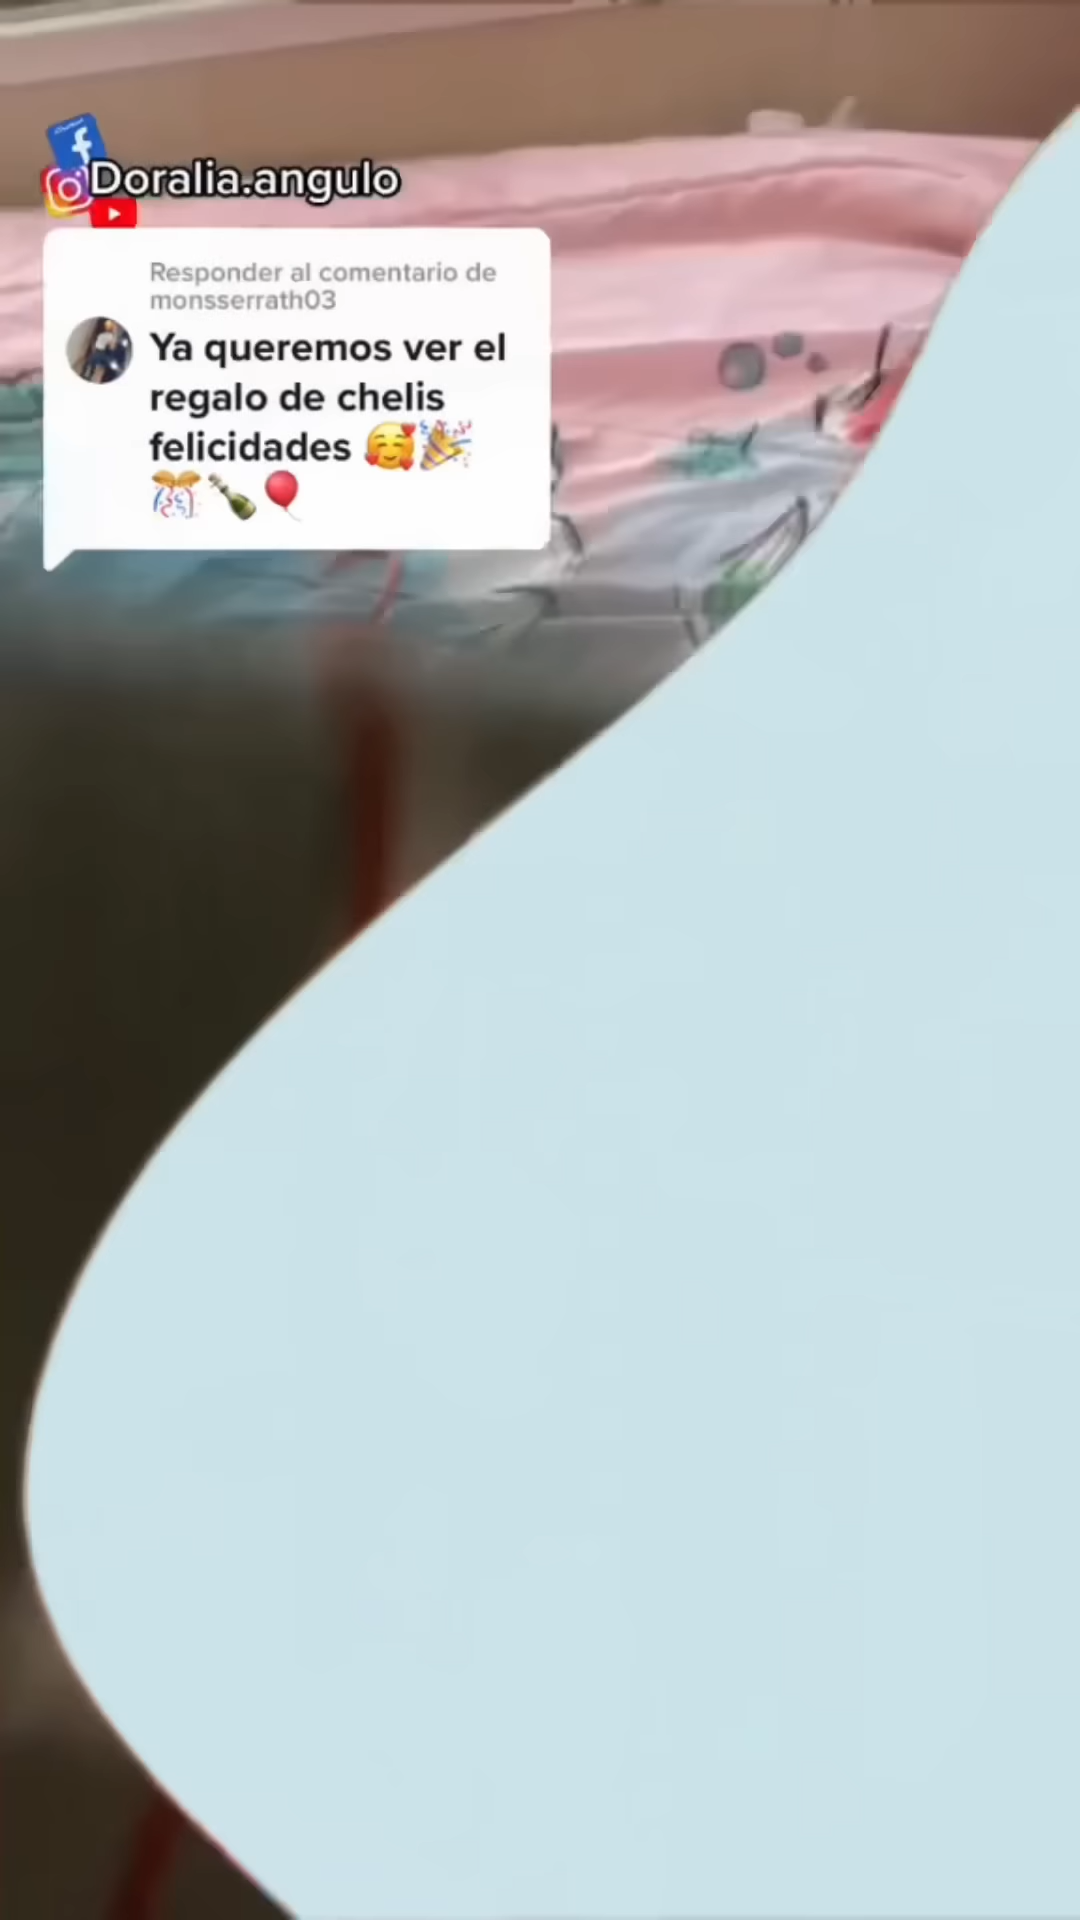 Doralia.angulo
Responder al comentario de
monsserrath03
Ya queremos ver el
regalo de chelis
felicidades 🥰🎉
🎊🍾🎈